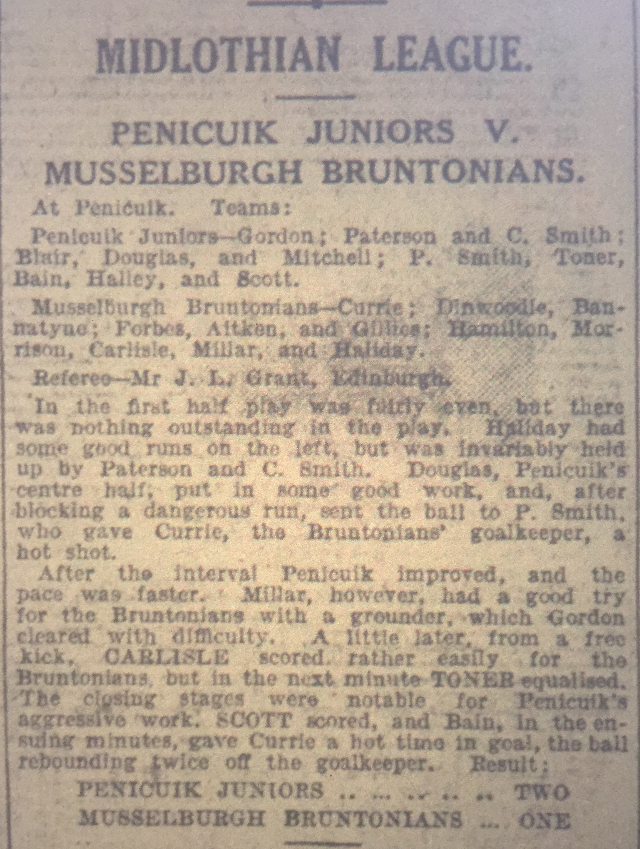 MIDLOTHIAN LEAGUE.
PENICUIK JUNIORS V.
MUSSELBURGH BRUNTONIANS.
At Penicuik. Teams:
Penicuik Juniors—Gordon; Paterson and C. Smith;
Blair, Douglas, and Mitchell; P. Smith, Toner,
Bain, Halley, and Scott.
Musselburgh Bruntonians—Currie; Dinwoodie, Ban-
natyne; Forbes, Aitken, and Gillies; Hamilton, Mor-
rison, Carlisle, Millar, and Haliday.
Referee—Mr J. L. Grant, Edinburgh.
In the first half play was fairly even, but there
was nothing outstanding in the play. Haliday had
some good runs on the left, but was invariably held
up by Paterson and C. Smith. Douglas, Penicuik's
centre half, put in some good work, and, after
blocking a dangerous run, sent the ball to P. Smith,
who gave Currie, the Bruntonians' goalkeeper, a
hot shot.
After the interval Penicuik improved, and the
pace was faster. Millar, however, had a good try
for the Bruntonians with a grounder, which Gordon
cleared with difficulty. A little later, from a free
kick, CARLISLE scored rather easily for the
Bruntonians, but in the next minute TONER equalised.
The closing stages were notable for Penicuik's
aggressive work. SCOTT scored, and Bain, in the en-
suing minutes, gave Currie a hot time in goal, the ball
rebounding twice off the goalkeeper. Result:
PENICUIK JUNIORS .. ... .. .. .. TWO
MUSSELBURGH BRUNTONIANS ... ONE